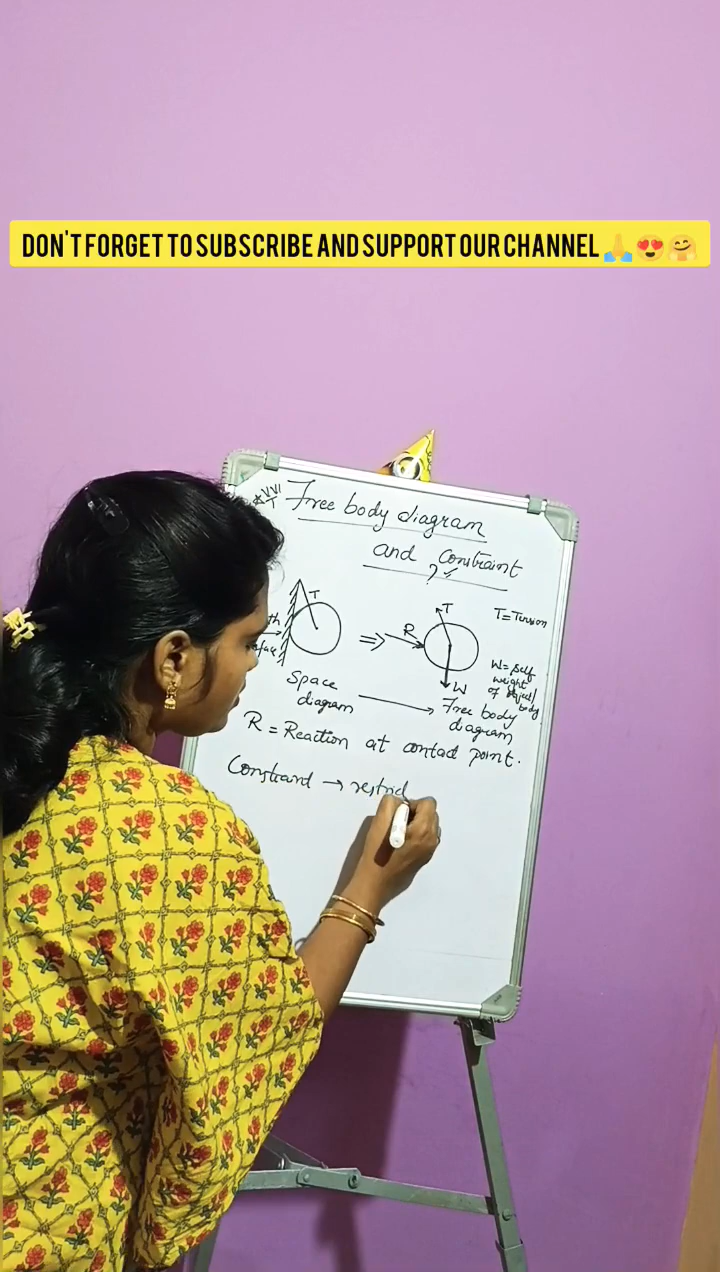 DON'T FORGET TO SUBSCRIBE AND SUPPORT OUR CHANNEL 🙏😍🤗
VVI
Free body diagram
and constraint
T
R
T
W
T=Tension
W=self
weight
of object/
body
Space
diagram
Free body
diagram
R = Reaction at contact point.
Constraint → restrict